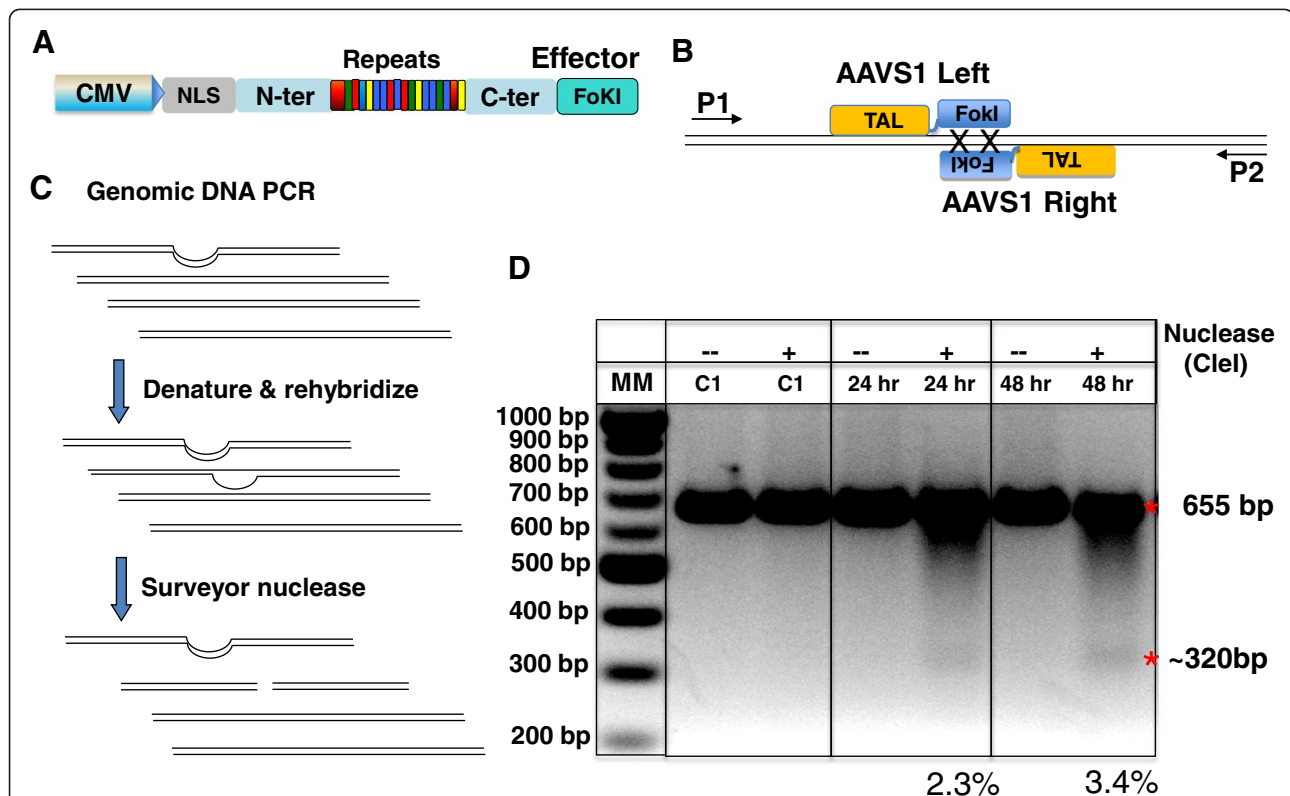 A
Repeats
Effector
CMV
NLS
N-ter
C-ter
FoKI
B
AAVS1 Left
P1
TAL
FokI
FokI
TAL
P2
AAVS1 Right
C
Genomic DNA PCR
Denature & rehybridize
Surveyor nuclease
D
-- + -- + -- +
Nuclease
(CleI)
MM C1 C1 24 hr 24 hr 48 hr 48 hr
1000 bp
900 bp
800 bp
700 bp
600 bp
500 bp
400 bp
300 bp
200 bp
* 655 bp
* ~320bp
2.3% 3.4%